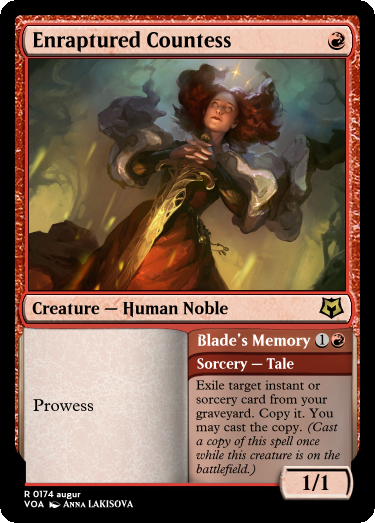 Enraptured Countess
Creature — Human Noble
Prowess
Blade's Memory 1
Sorcery — Tale
Exile target instant or
sorcery card from your
graveyard. Copy it. You
may cast the copy. (Cast
a copy of this spell once
while this creature is on the
battlefield.)
1/1
R 0174 augur
VOA Anna LAKISOVA